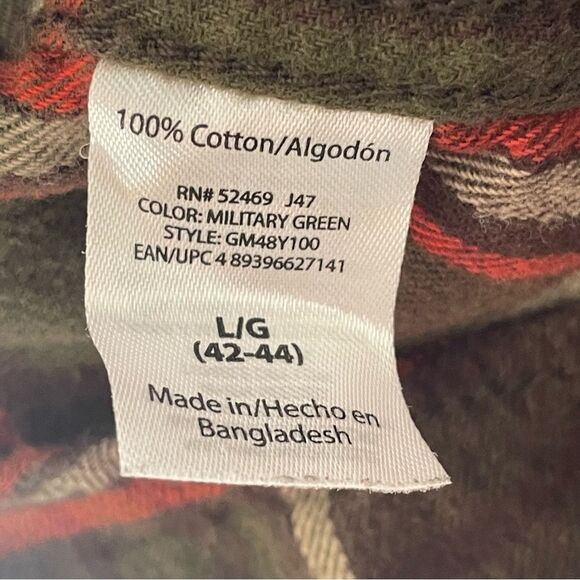 100% Cotton/Algodón
RN# 52469 J47
COLOR: MILITARY GREEN
STYLE: GM48Y100
EAN/UPC 4 89396627141
L/G
(42-44)
Made in/Hecho en
Bangladesh